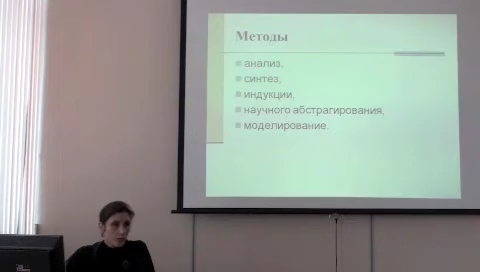 Методы
анализ,
синтез,
индукции,
научного абстрагирования,
моделирование.